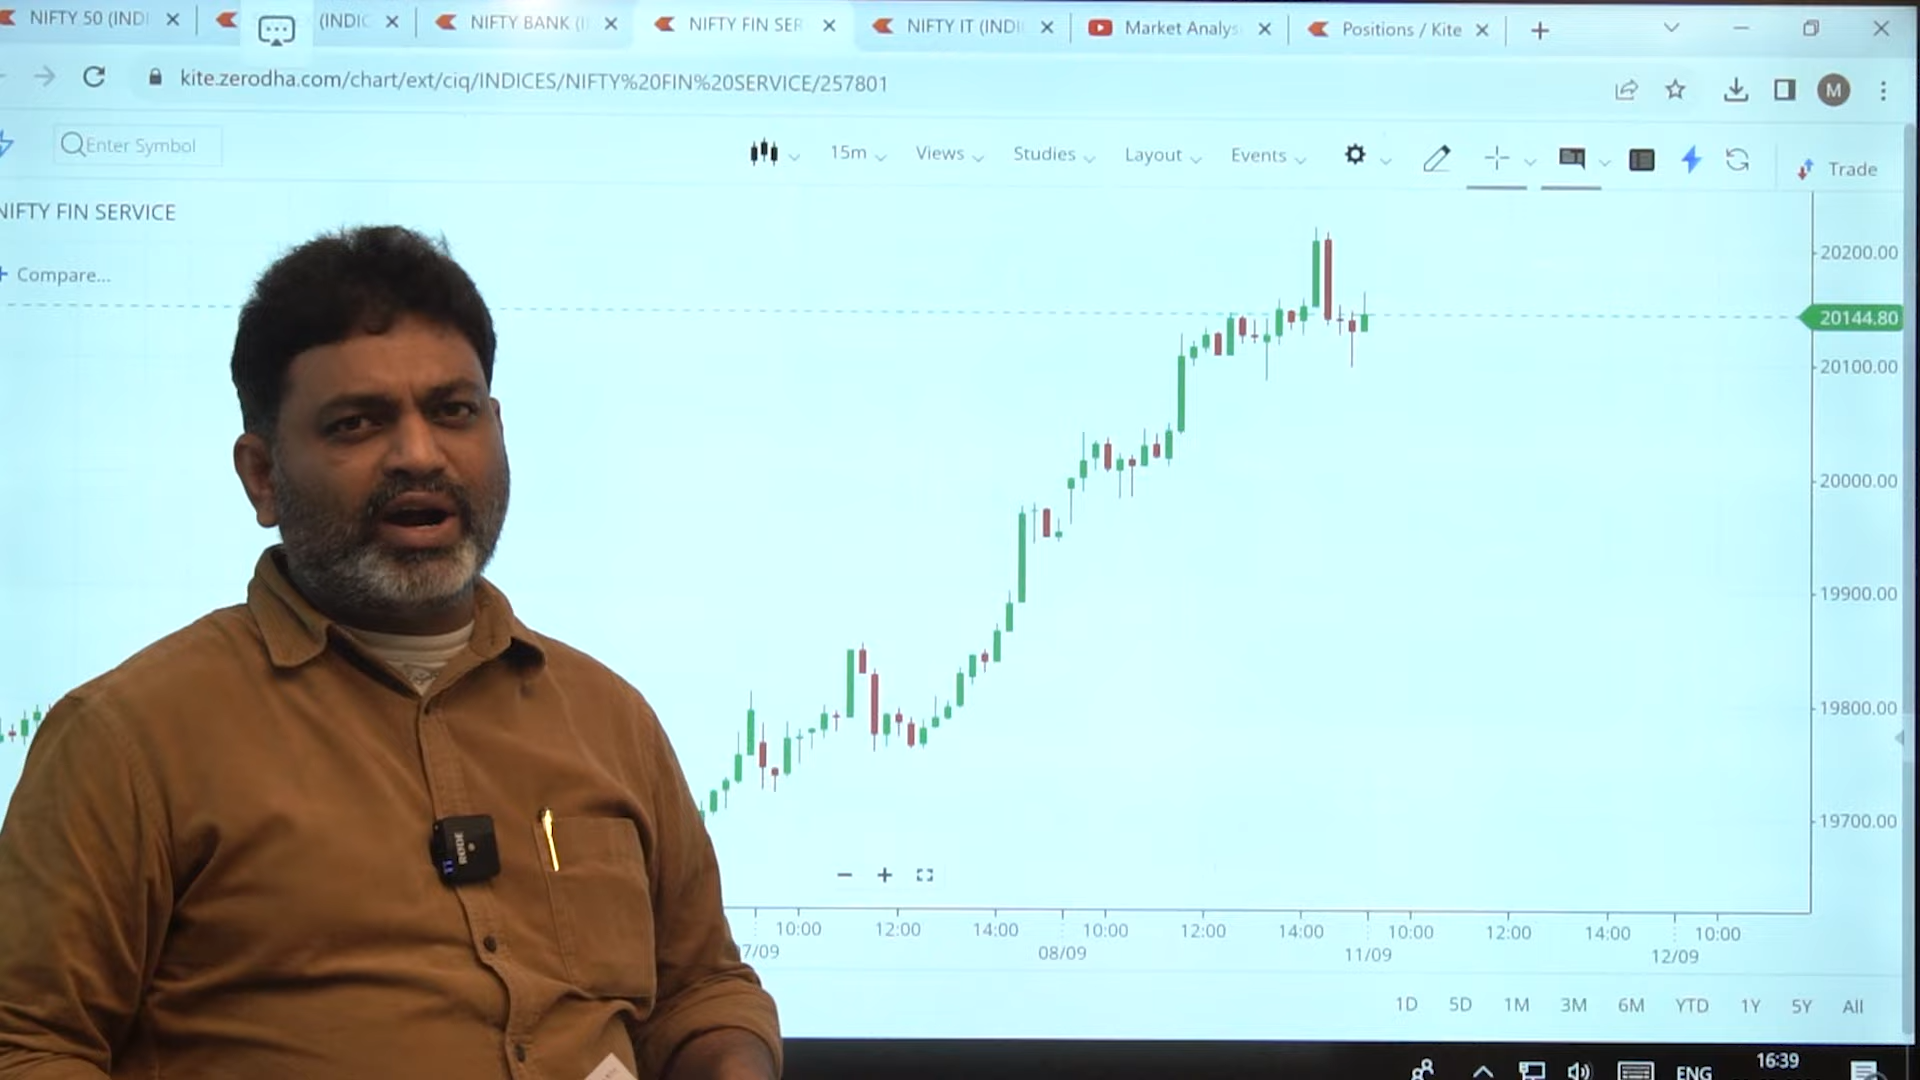 NIFTY 50 (INDI
(INDIC
NIFTY BANK (I
NIFTY FIN SER
NIFTY IT (INDI
Market Analys
Positions / Kite
kite.zerodha.com/chart/ext/ciq/INDICES/NIFTY%20FIN%20SERVICE/257801
M
Enter Symbol
15m
Views
Studies
Layout
Events
Trade
NIFTY FIN SERVICE
+ Compare...
20200.00
20144.80
20100.00
20000.00
19900.00
19800.00
19700.00
RODE
10:00 12:00 14:00 10:00 12:00 14:00 10:00 12:00 14:00 10:00
7/09 08/09 11/09 12/09
1D 5D 1M 3M 6M YTD 1Y 5Y All
ENG
16:39